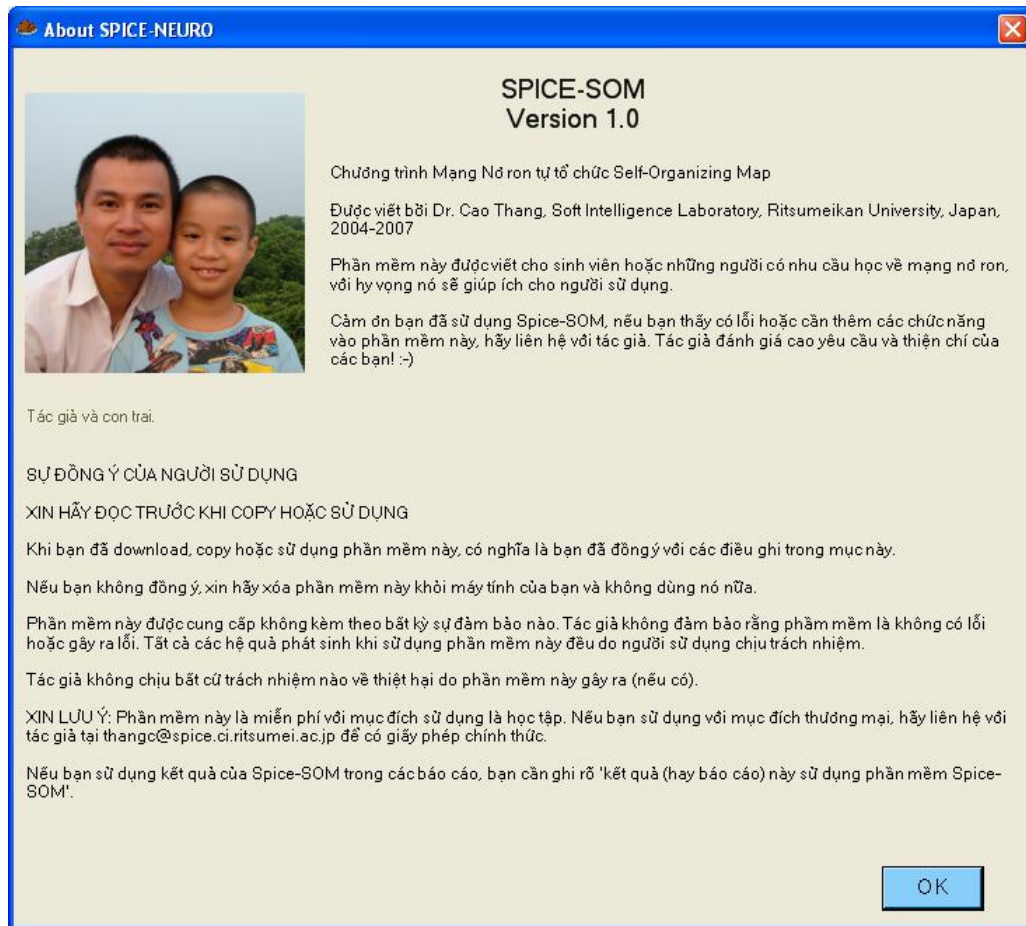 About SPICE-NEURO
SPICE-SOM
Version 1.0
Chương trình Mạng Nơ ron tự tổ chức Self-Organizing Map
Được viết bởi Dr. Cao Thang, Soft Intelligence Laboratory, Ritsumeikan University, Japan,
2004-2007
Phần mềm này đượcviết cho sinh viên hoặc những người có nhu cầu học về mạng nơ ron,
với hy vọng nó sẽ giúp ích cho người sử dụng.
Cảm ơn bạn đã sử dụng Spice-SOM, nếu bạn thấy có lỗi hoặc cần thêm các chức năng
vào phần mềm này, hãy liên hệ với tác giả. Tác giả đánh giá cao yêu cầu và thiện chí của
các bạn! :-)
Tác giả và con trai.
SỰ ĐỒNG Ý CỦA NGƯỜI SỬ DỤNG
XIN HÃY ĐỌC TRƯỚC KHI COPY HOẶC SỬ DỤNG
Khi bạn đã download, copy hoặc sử dụng phần mềm này, có nghĩa là bạn đã đồng ý với các điều ghi trong mục này.
Nếu bạn không đồng ý, xin hãy xóa phần mềm này khỏi máy tính của bạn và không dùng nó nữa.
Phần mềm này được cung cấp không kèm theo bất kỳ sự đảm bảo nào. Tác giả không đảm bảo rằng phầm mềm là không có lỗi
hoặc gây ra lỗi. Tất cả các hệ quả phát sinh khi sử dụng phần mềm này đều do người sử dụng chịu trách nhiệm.
Tác giả không chịu bất cứ trách nhiệm nào về thiệt hại do phần mềm này gây ra (nếu có).
XIN LƯU Ý: Phần mềm này là miễn phí với mục đích sử dụng là học tập. Nếu bạn sử dụng với mục đích thương mại, hãy liên hệ với
tác giả tại thangc@spice.ci.ritsumei.ac.jp để có giấy phép chính thức.
Nếu bạn sử dụng kết quả của Spice-SOM trong các báo cáo, bạn cần ghi rõ 'kết quả (hay báo cáo) này sử dụng phần mềm Spice-
SOM'.
OK